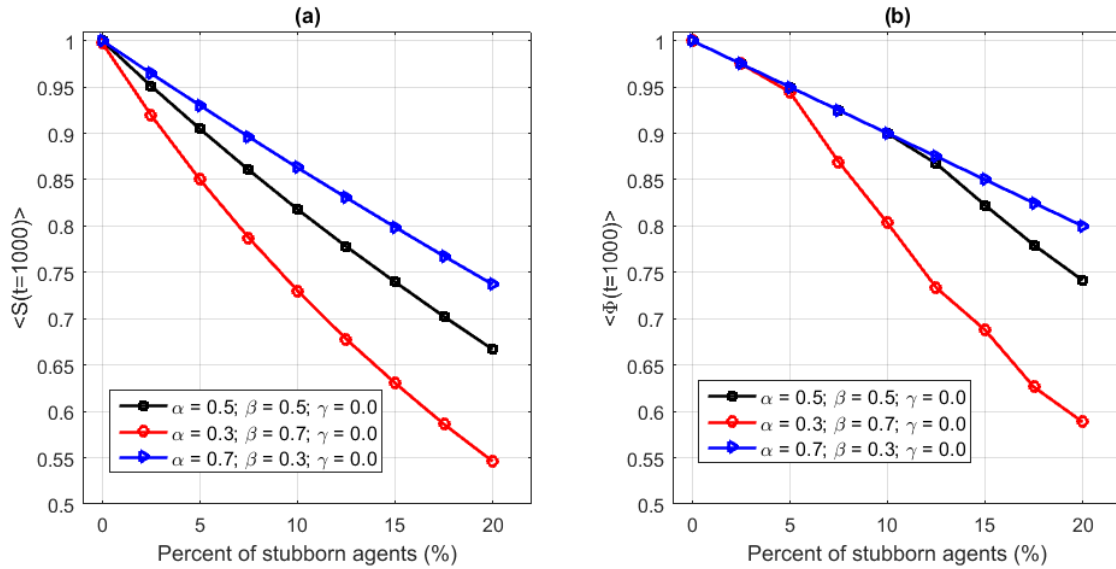 (a)
1
0.95
0.9
0.85
0.8
0.75
0.7
0.65
0.6
0.55
0.5
<S(t=1000)>
α = 0.5; β = 0.5; γ = 0.0
α = 0.3; β = 0.7; γ = 0.0
α = 0.7; β = 0.3; γ = 0.0
0 5 10 15 20
Percent of stubborn agents (%)
(b)
1
0.95
0.9
0.85
0.8
0.75
0.7
0.65
0.6
0.55
0.5
<Φ(t=1000)>
α = 0.5; β = 0.5; γ = 0.0
α = 0.3; β = 0.7; γ = 0.0
α = 0.7; β = 0.3; γ = 0.0
0 5 10 15 20
Percent of stubborn agents (%)